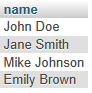 name
John Doe
Jane Smith
Mike Johnson
Emily Brown